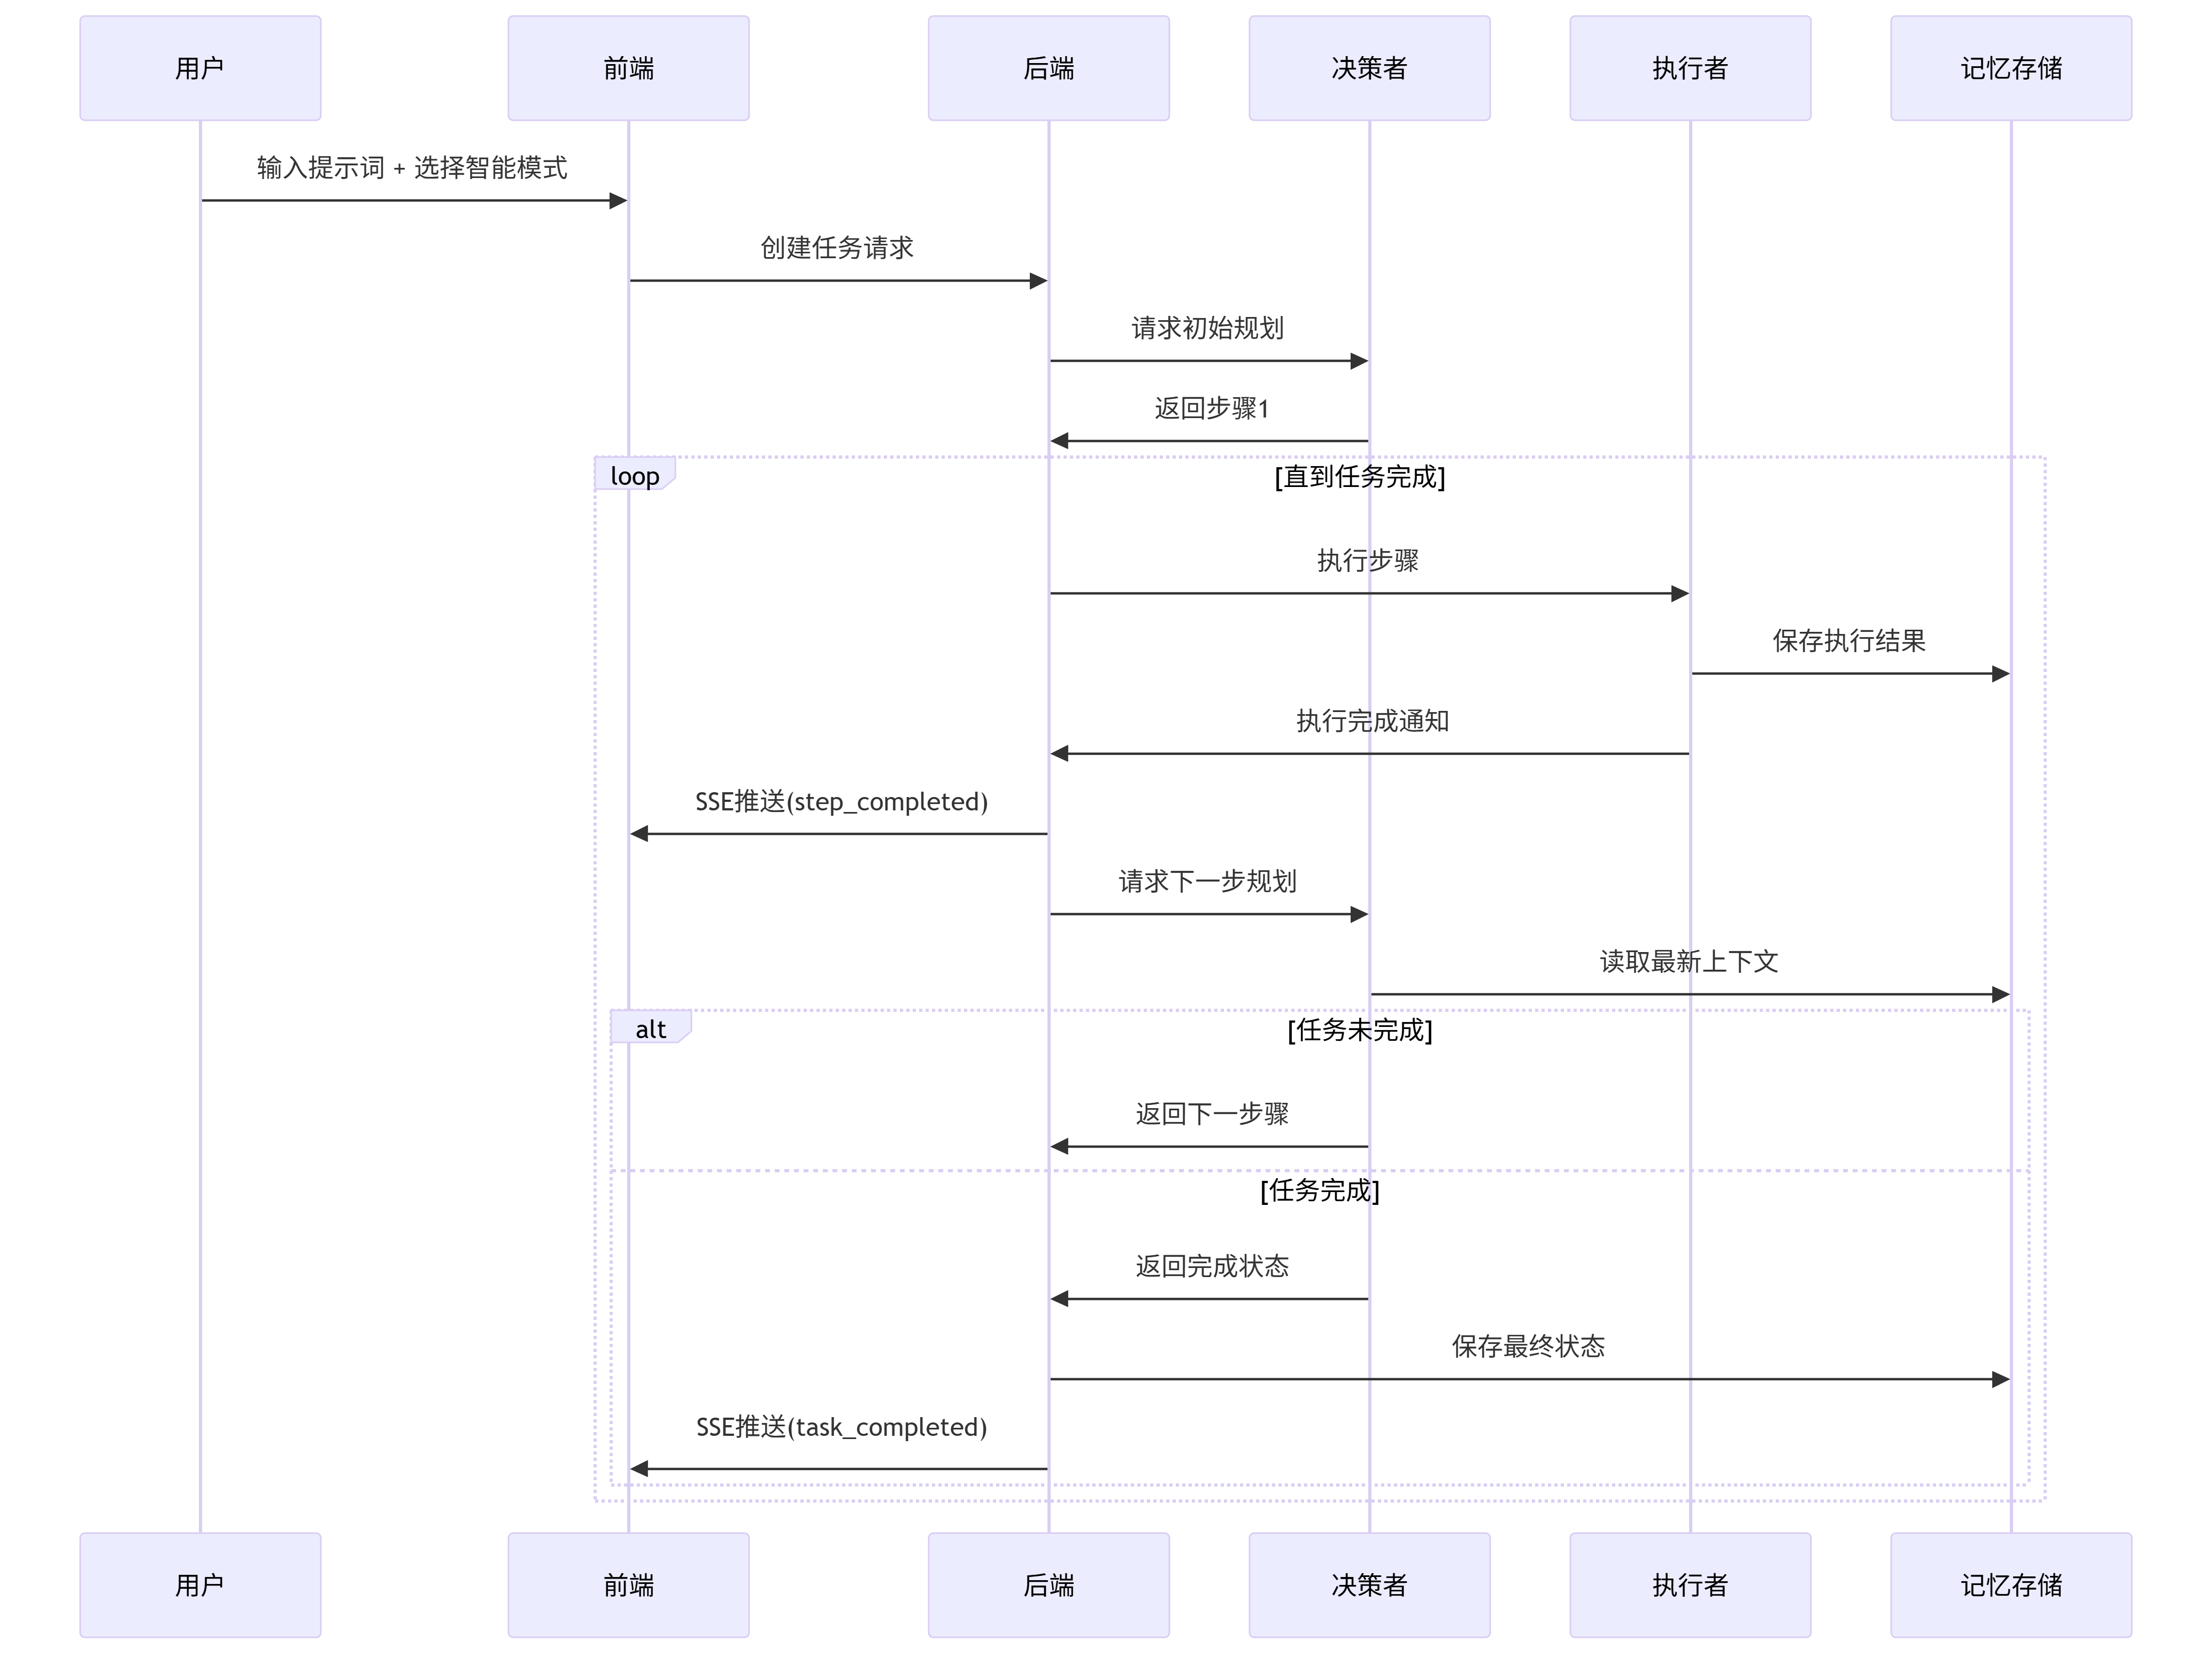 用户
前端
后端
决策者
执行者
记忆存储
输入提示词 + 选择智能模式
创建任务请求
请求初始规划
返回步骤1
loop
[直到任务完成]
执行步骤
保存执行结果
执行完成通知
SSE推送(step_completed)
请求下一步规划
读取最新上下文
alt
[任务未完成]
返回下一步骤
[任务完成]
返回完成状态
保存最终状态
SSE推送(task_completed)
用户
前端
后端
决策者
执行者
记忆存储